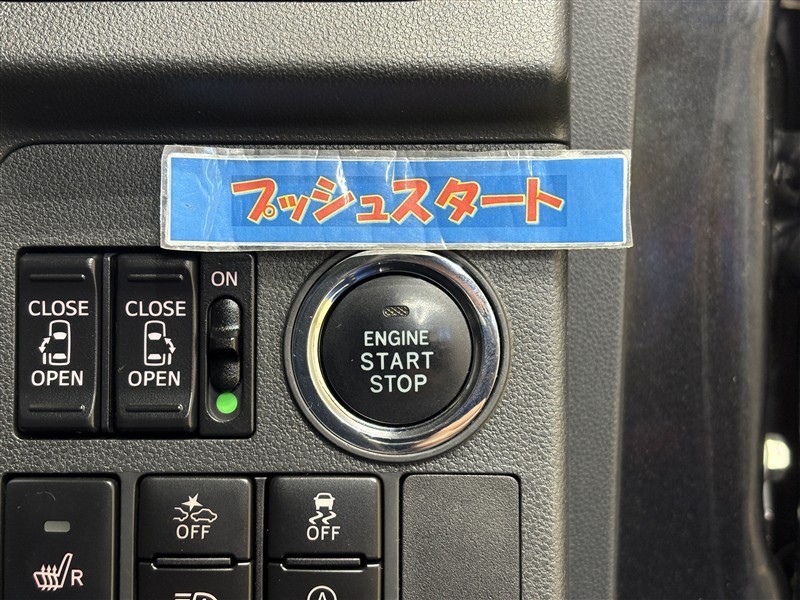 プッシュスタート
CLOSE
OPEN
CLOSE
OPEN
ON
ENGINE
START
STOP
R
OFF
OFF
A